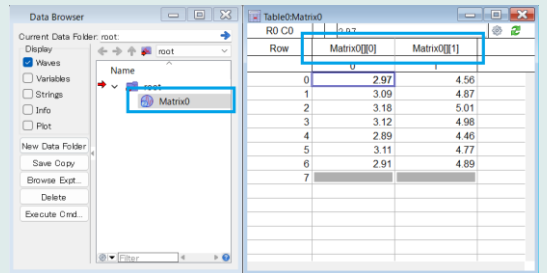 Data Browser
Current Data Folder: root:
Display
Waves
Variables
Strings
Info
Plot
New Data Folder
Save Copy
Browse Expt...
Delete
Execute Cmd...
root
Name
root
Matrix0
Filter
Table0:Matrix0
R0 C0 2.97
Row Matrix0[][0] Matrix0[][1]
0 1
0 2.97 4.56
1 3.09 4.87
2 3.18 5.01
3 3.12 4.98
4 2.89 4.46
5 3.11 4.77
6 2.91 4.89
7